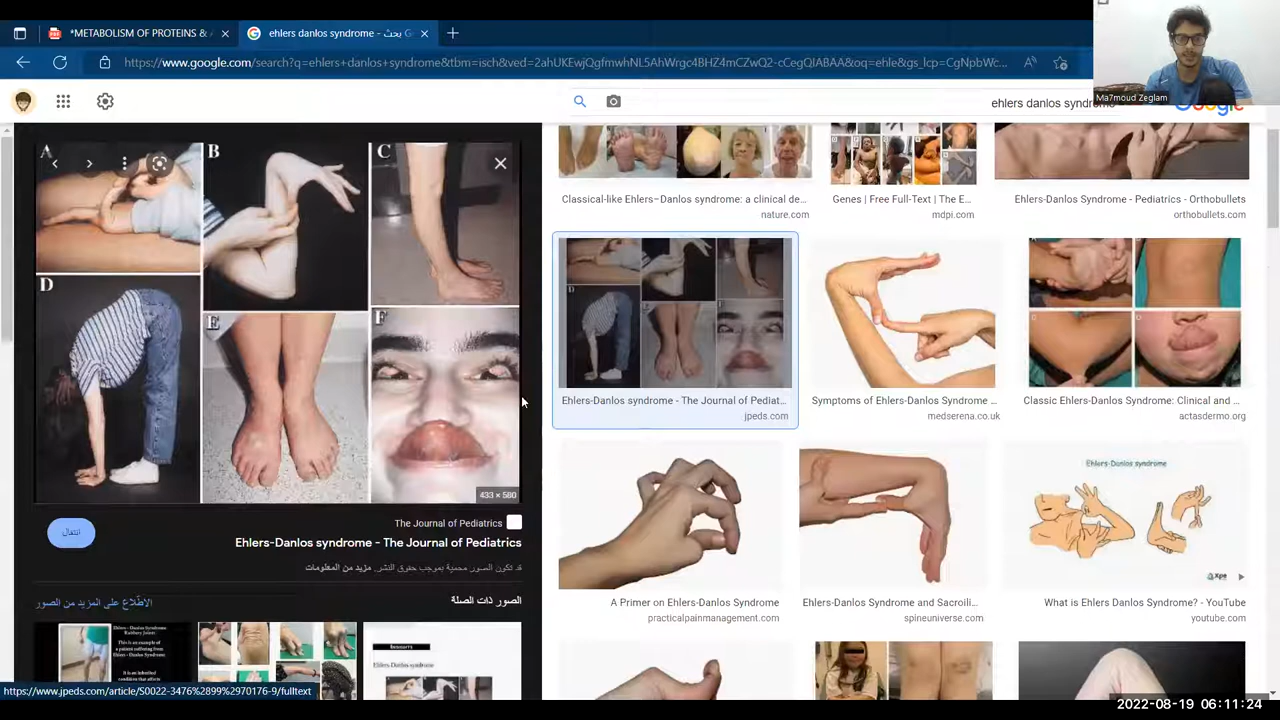 *METABOLISM OF PROTEINS &
ehlers danlos syndrome - بحث G
https://www.google.com/search?q=ehlers+danlos+syndrome&tbm=isch&ved=2ahUKEwjQgfmwhNL5AhWrgc4BHZ4mCZwQ2-cCegQIABAA&oq=ehle&gs_lcp=CgNpbWc...
Ma7moud Zeglam
ehlers danlos syndrome
A
B
C
D
E
F
433 × 580
The Journal of Pediatrics
انتقال
Ehlers-Danlos syndrome - The Journal of Pediatrics
قد تكون الصور محمية بموجب حقوق النشر. مزيد من المعلومات
الصور ذات الصلة
الاطّلاع على المزيد من الصور
https://www.jpeds.com/article/S0022-3476%2899%2970176-9/fulltext
Classical-like Ehlers–Danlos syndrome: a clinical de...
nature.com
Genes | Free Full-Text | The E...
mdpi.com
Ehlers-Danlos Syndrome - Pediatrics - Orthobullets
orthobullets.com
Ehlers-Danlos syndrome - The Journal of Pediat...
jpeds.com
Symptoms of Ehlers-Danlos Syndrome ...
medserena.co.uk
Classic Ehlers-Danlos Syndrome: Clinical and ...
actasdermo.org
A Primer on Ehlers-Danlos Syndrome
practicalpainmanagement.com
Ehlers-Danlos Syndrome and Sacroili...
spineuniverse.com
Ehlers-Danlos syndrome
Xpe
What is Ehlers Danlos Syndrome? - YouTube
youtube.com
2022-08-19 06:11:24